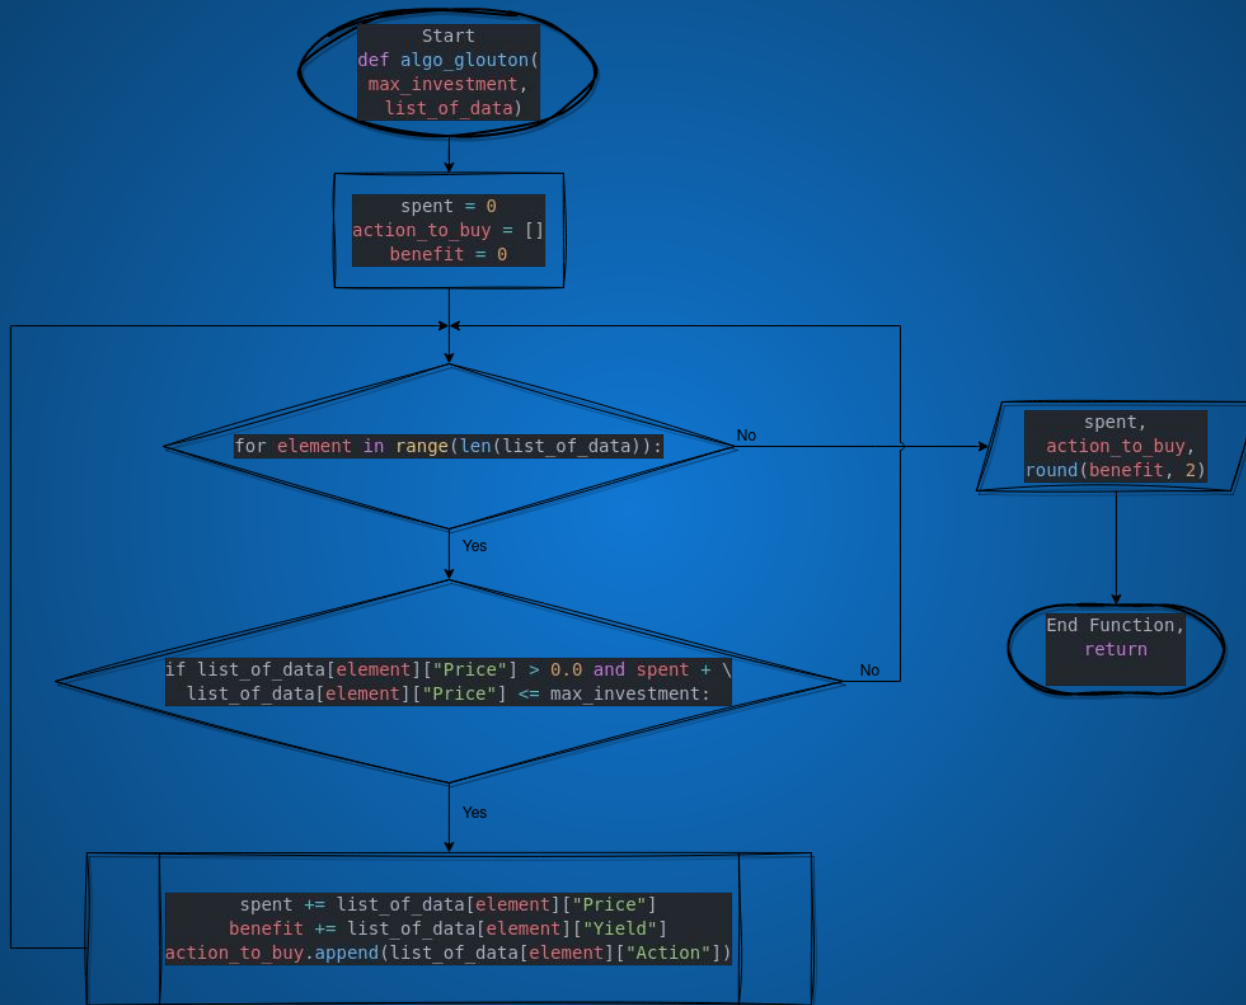 Start
def algo_glouton(
max_investment,
list_of_data)
spent = 0
action_to_buy = []
benefit = 0
for element in range(len(list_of_data)):
No
Yes
spent,
action_to_buy,
round(benefit, 2)
End Function,
return
if list_of_data[element]["Price"] > 0.0 and spent + \
list_of_data[element]["Price"] <= max_investment:
No
Yes
spent += list_of_data[element]["Price"]
benefit += list_of_data[element]["Yield"]
action_to_buy.append(list_of_data[element]["Action"])